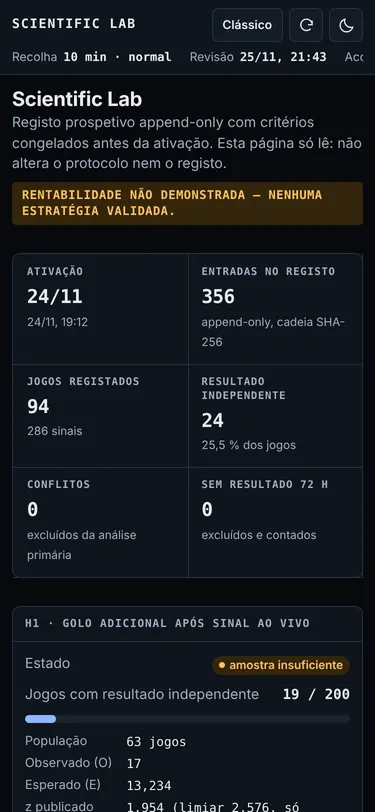 SCIENTIFIC LAB
Clássico
Recolha 10 min · normal Revisão 25/11, 21:43
Scientific Lab
Registo prospetivo append-only com critérios
congelados antes da ativação. Esta página só lê: não
altera o protocolo nem o registo.
RENTABILIDADE NÃO DEMONSTRADA — NENHUMA
ESTRATÉGIA VALIDADA.
ATIVAÇÃO
24/11
24/11, 19:12
ENTRADAS NO REGISTO
356
append-only, cadeia SHA-
256
JOGOS REGISTADOS
94
286 sinais
RESULTADO
INDEPENDENTE
24
25,5 % dos jogos
CONFLITOS
0
excluídos da análise
primária
SEM RESULTADO 72 H
0
excluídos e contados
H1 · GOLO ADICIONAL APÓS SINAL AO VIVO
Estado amostra insuficiente
Jogos com resultado independente 19 / 200
População 63 jogos
Observado (O) 17
Esperado (E) 13,234
z publicado 1,954 (limiar 2,576, só